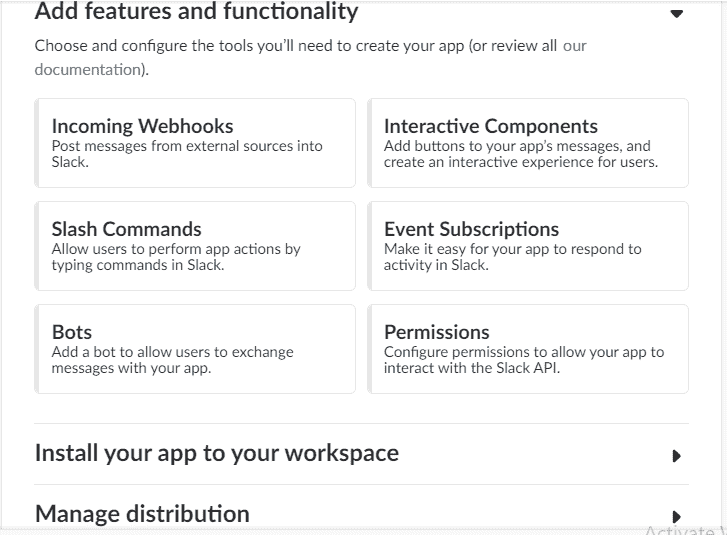 Add features and functionality
Choose and configure the tools you’ll need to create your app (or review all our
documentation).
Incoming Webhooks
Post messages from external sources into
Slack.
Interactive Components
Add buttons to your app’s messages, and
create an interactive experience for users.
Slash Commands
Allow users to perform app actions by
typing commands in Slack.
Event Subscriptions
Make it easy for your app to respond to
activity in Slack.
Bots
Add a bot to allow users to exchange
messages with your app.
Permissions
Configure permissions to allow your app to
interact with the Slack API.
Install your app to your workspace
Manage distribution
Activate